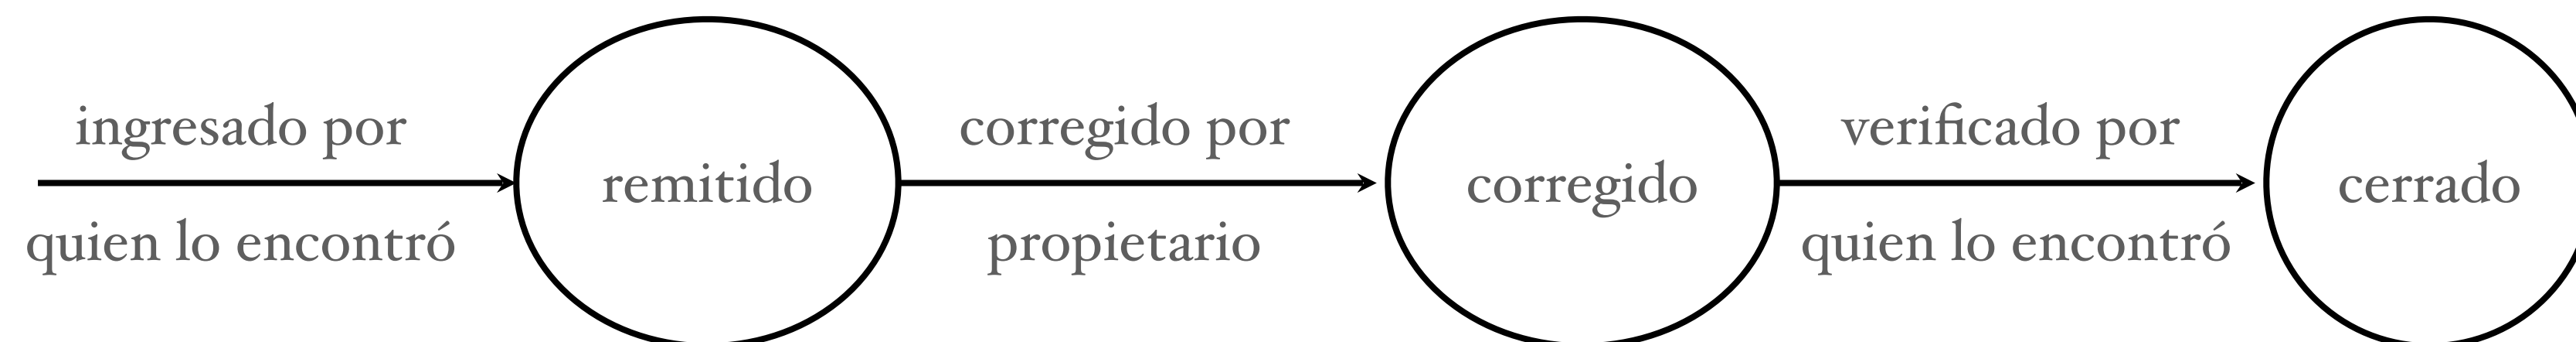 ingresado por
quien lo encontró
remitido
corregido por
propietario
corregido
verificado por
quien lo encontró
cerrado